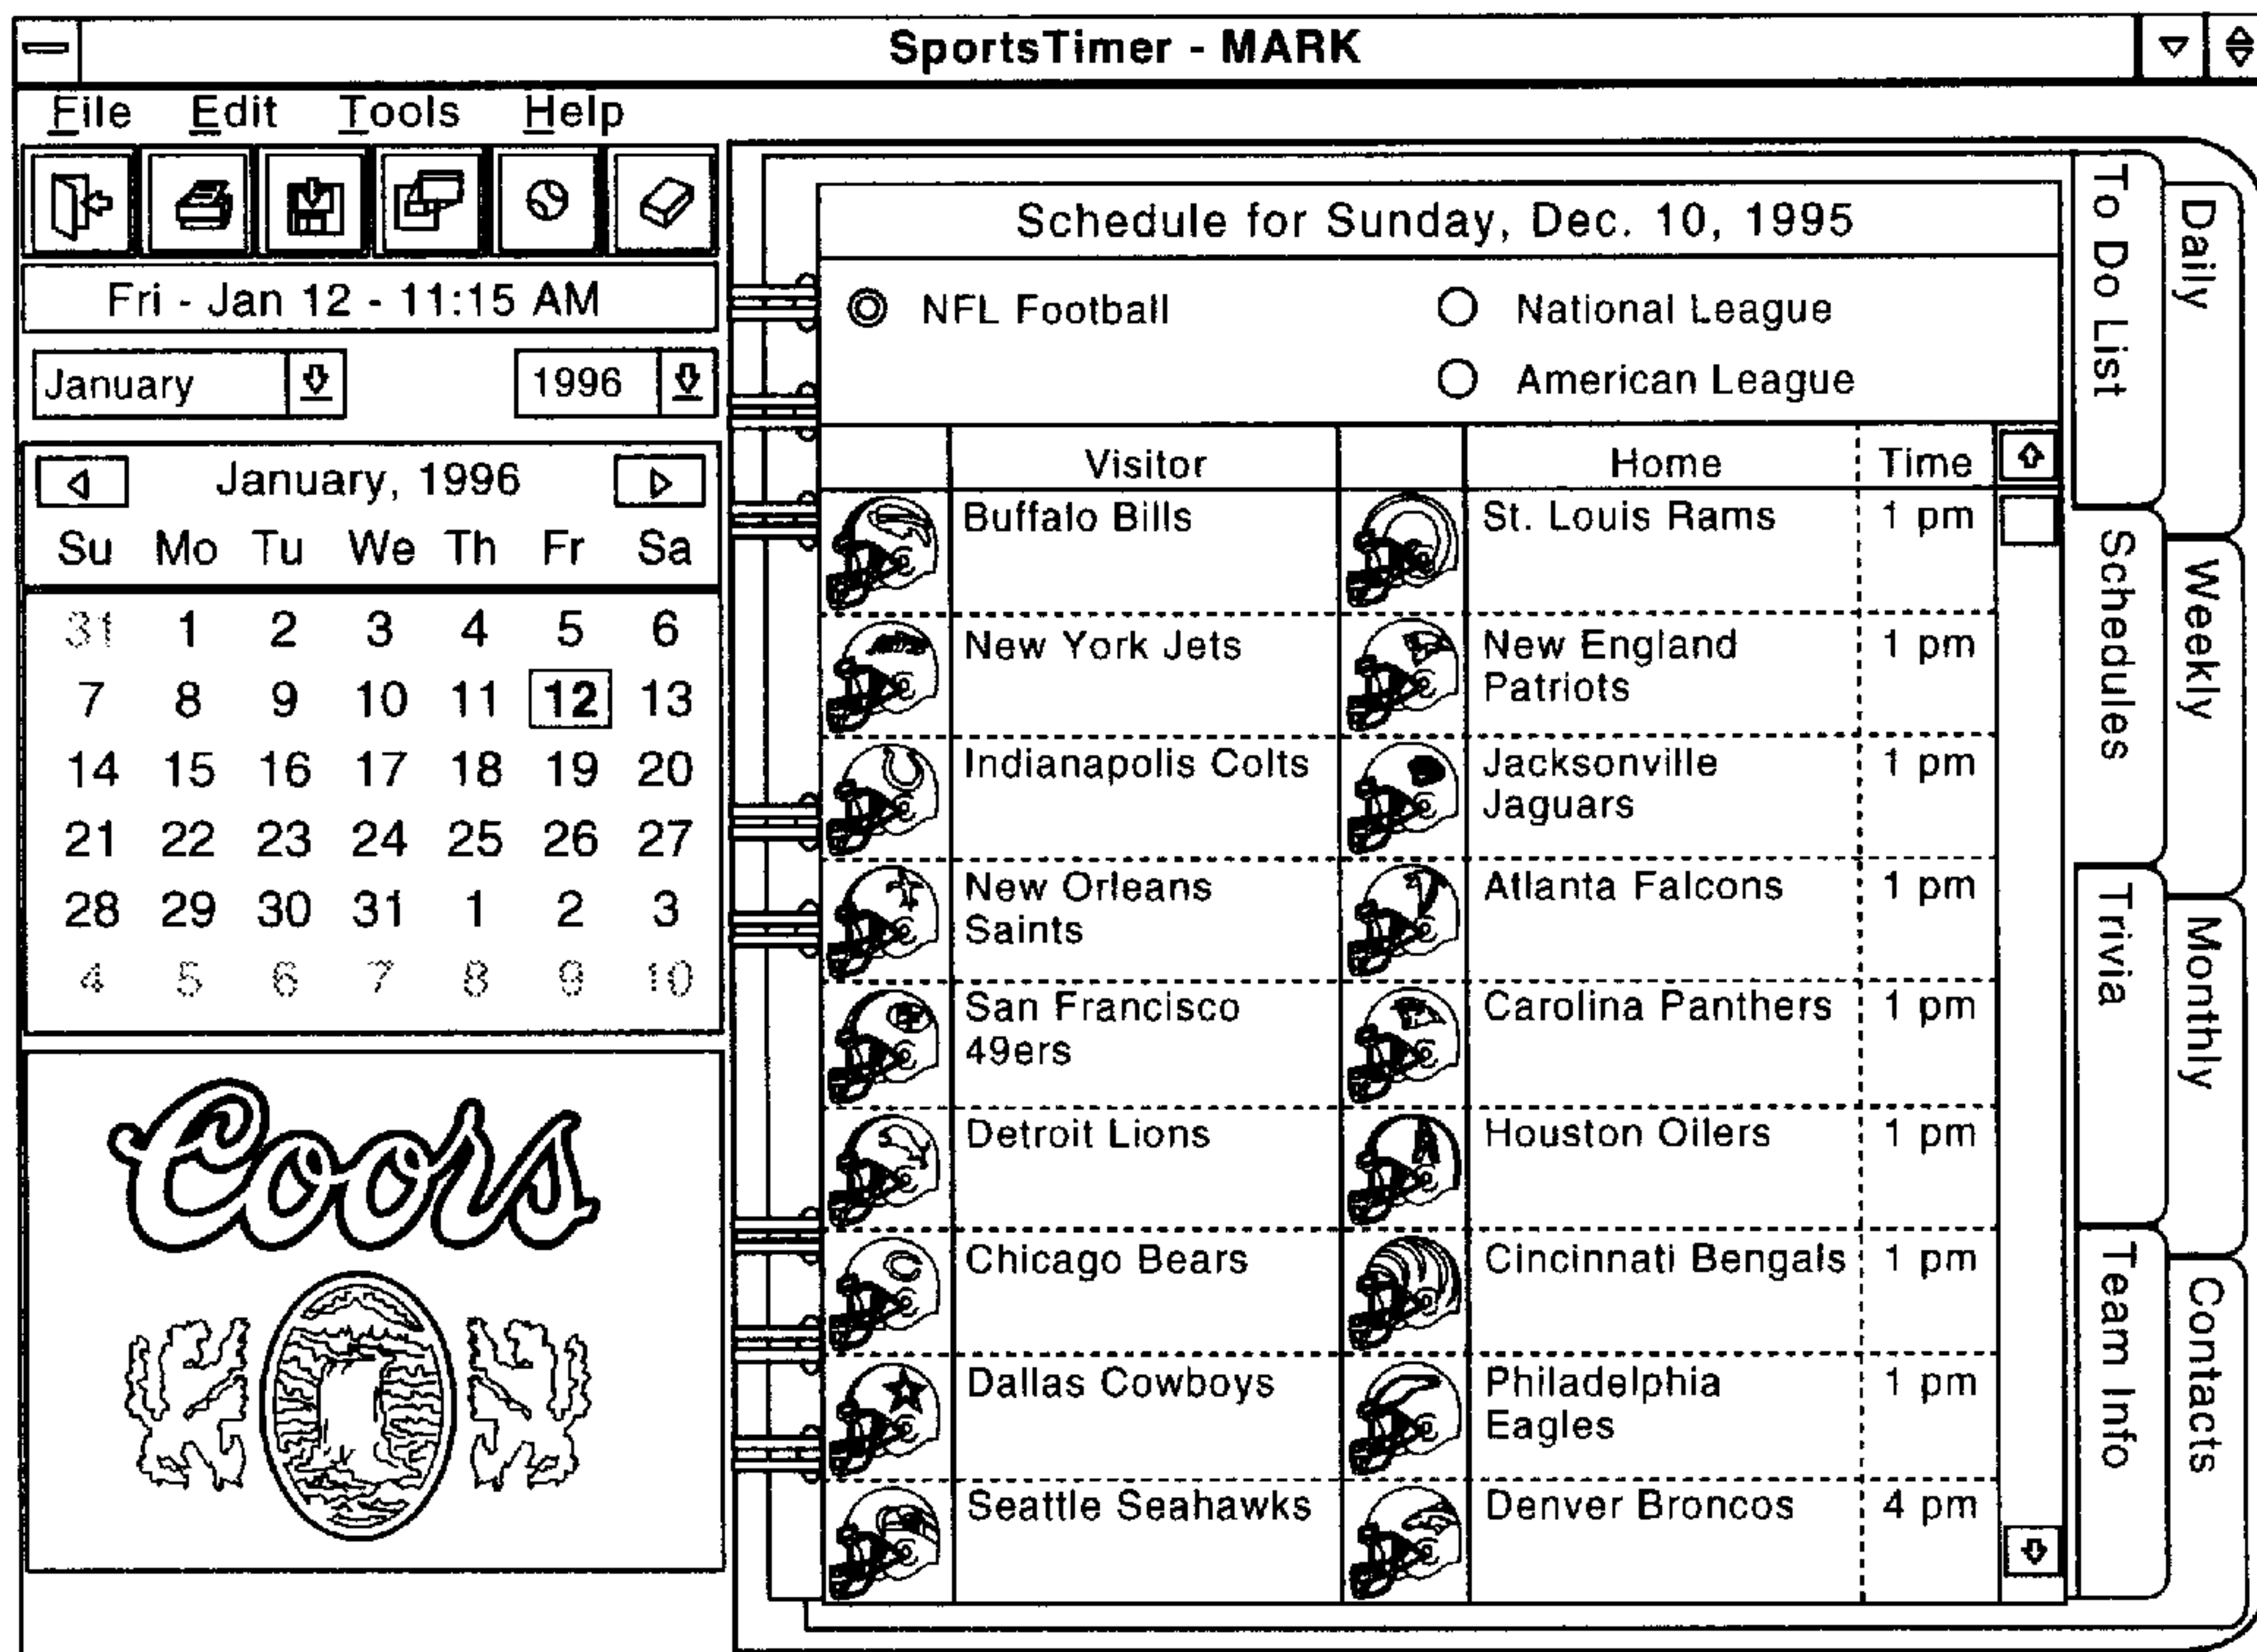 SportsTimer - MARK
File Edit Tools Help
Fri - Jan 12 - 11:15 AM
January 1996
January, 1996
Su Mo Tu We Th Fr Sa
31 1 2 3 4 5 6
7 8 9 10 11 12 13
14 15 16 17 18 19 20
21 22 23 24 25 26 27
28 29 30 31 1 2 3
4 5 6 7 8 9 10
Coors
Schedule for Sunday, Dec. 10, 1995
NFL Football National League
American League
Visitor Home Time
Buffalo Bills St. Louis Rams 1 pm
New York Jets New England 1 pm
Patriots
Indianapolis Colts Jacksonville 1 pm
Jaguars
New Orleans Atlanta Falcons 1 pm
Saints
San Francisco Carolina Panthers 1 pm
49ers
Detroit Lions Houston Oilers 1 pm
Chicago Bears Cincinnati Bengals 1 pm
Dallas Cowboys Philadelphia 1 pm
Eagles
Seattle Seahawks Denver Broncos 4 pm
To Do List
Schedules
Trivia
Team Info
Daily
Weekly
Monthly
Contacts